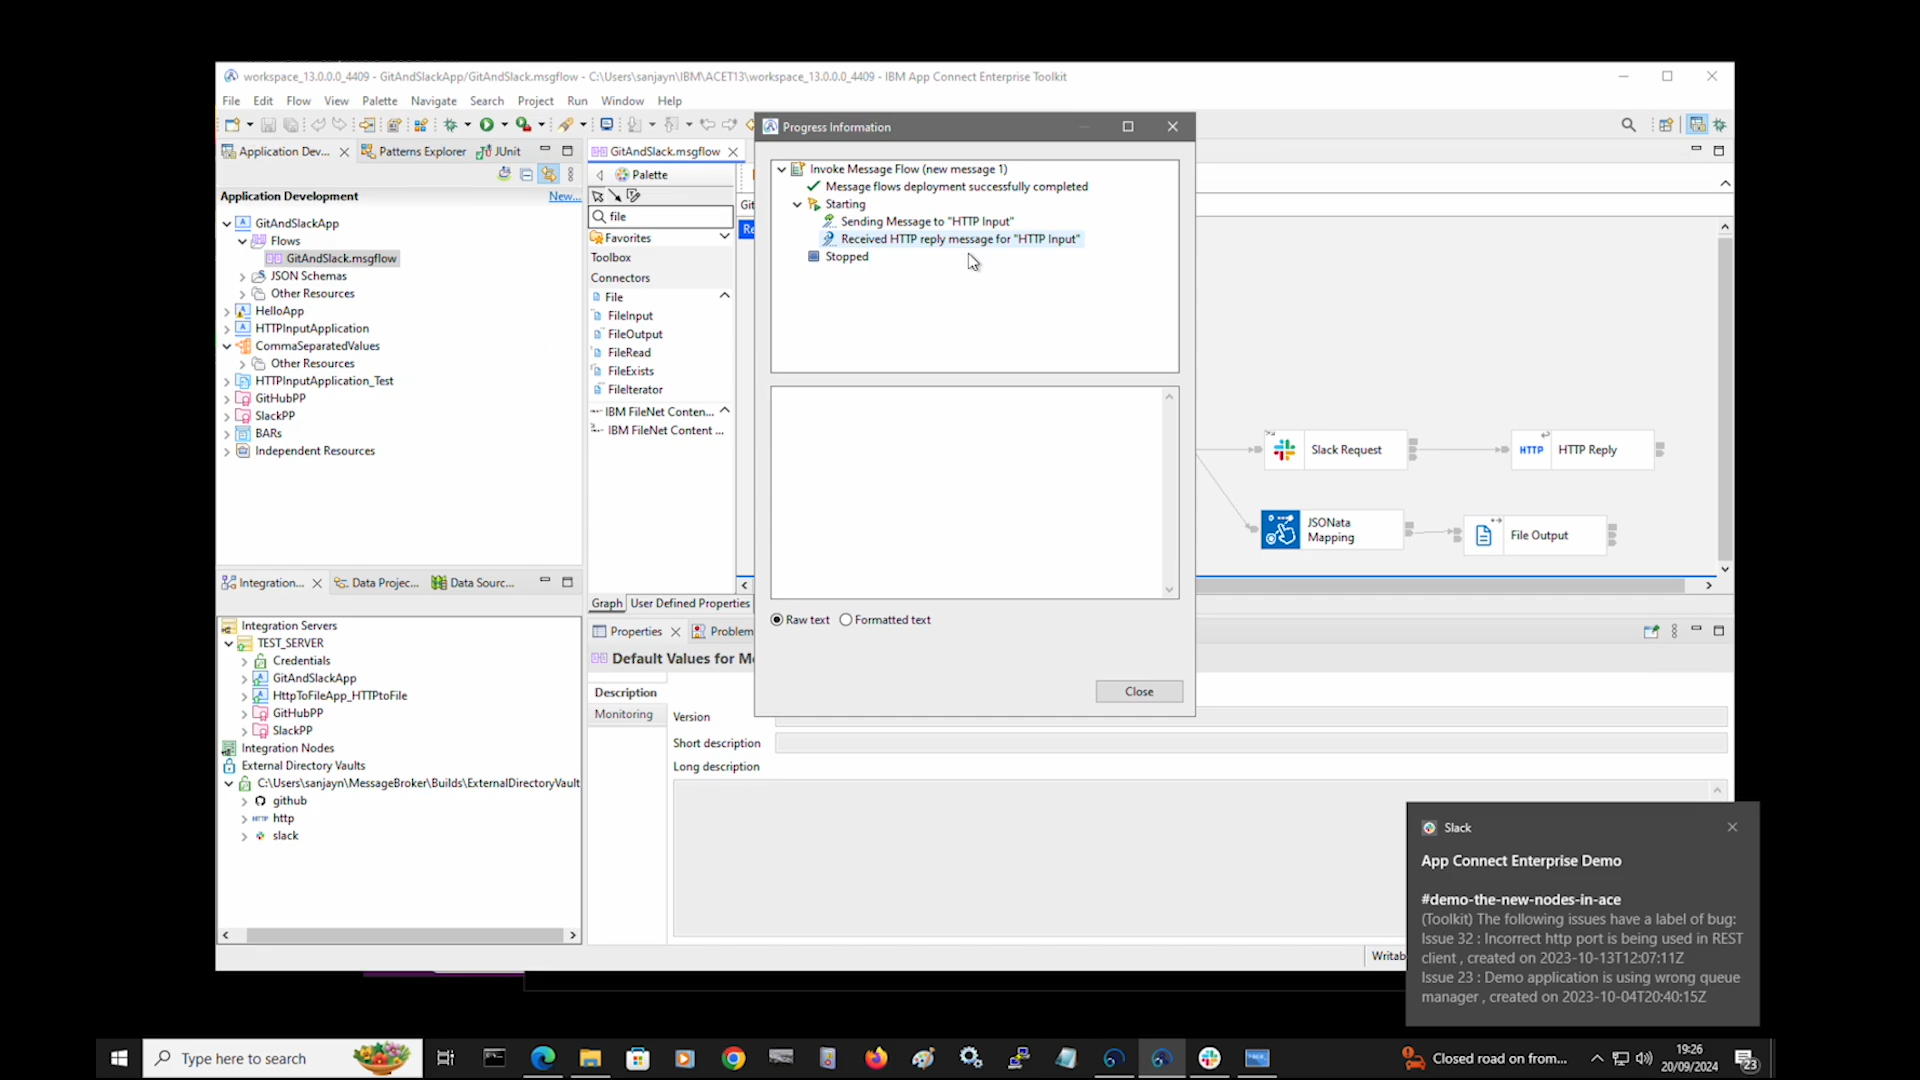 workspace_13.0.0.0_4409 - GitAndSlackApp/GitAndSlack.msgflow - C:\Users\sanjayn\IBM\ACET13\workspace_13.0.0.0_4409 - IBM App Connect Enterprise Toolkit
File Edit Flow View Palette Navigate Search Project Run Window Help
Application Dev... Patterns Explorer JUnit
Application Development New...
GitAndSlackApp
Flows
GitAndSlack.msgflow
JSON Schemas
Other Resources
HelloApp
HTTPInputApplication
CommaSeparatedValues
Other Resources
HTTPInputApplication_Test
GitHubPP
SlackPP
BARs
Independent Resources
Integration... Data Projec... Data Sourc...
Integration Servers
TEST_SERVER
Credentials
GitAndSlackApp
HttpToFileApp_HTTPtoFile
GitHubPP
SlackPP
Integration Nodes
External Directory Vaults
C:\Users\sanjayn\MessageBroker\Builds\ExternalDirectoryVault
github
http
slack
GitAndSlack.msgflow
Palette
file
Favorites
Toolbox
Connectors
File
FileInput
FileOutput
FileRead
FileExists
FileIterator
IBM FileNet Conten...
IBM FileNet Content ...
Git
Re
Graph User Defined Properties
Progress Information
Invoke Message Flow (new message 1)
Message flows deployment successfully completed
Starting
Sending Message to "HTTP Input"
Received HTTP reply message for "HTTP Input"
Stopped
Raw text Formatted text
Close
Slack Request
HTTP HTTP Reply
JSONata
Mapping
File Output
Properties Problem
Default Values for M
Description
Monitoring
Version
Short description
Long description
Writab
Slack
App Connect Enterprise Demo
#demo-the-new-nodes-in-ace
(Toolkit) The following issues have a label of bug:
Issue 32 : Incorrect http port is being used in REST
client , created on 2023-10-13T12:07:11Z
Issue 23 : Demo application is using wrong queue
manager , created on 2023-10-04T20:40:15Z
Type here to search
Closed road on from...
19:26
20/09/2024
23